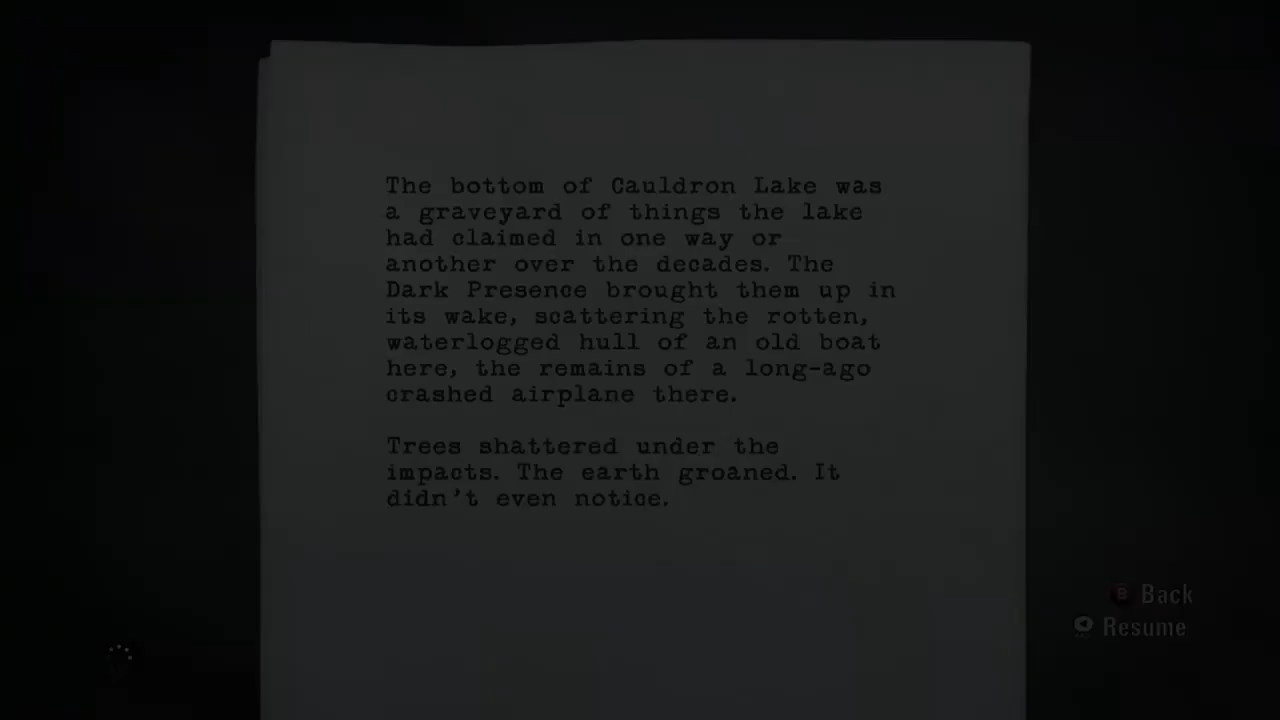 The bottom of Cauldron Lake was
a graveyard of things the lake
had claimed in one way or
another over the decades. The
Dark Presence brought them up in
its wake, scattering the rotten,
waterlogged hull of an old boat
here, the remains of a long-ago
crashed airplane there.
Trees shattered under the
impacts. The earth groaned. It
didn't even notice.
B Back
Resume